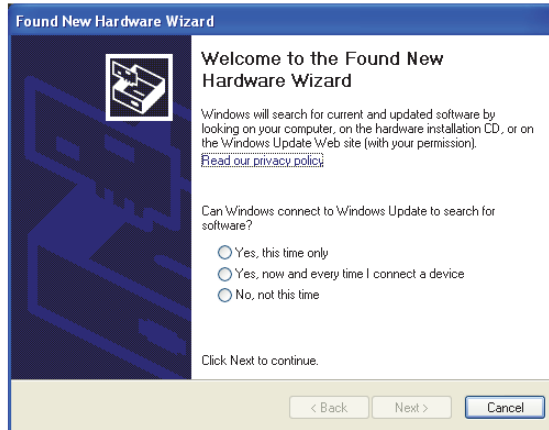 Found New Hardware Wizard
Welcome to the Found New
Hardware Wizard
Windows will search for current and updated software by
looking on your computer, on the hardware installation CD, or on
the Windows Update Web site (with your permission).
Read our privacy policy
Can Windows connect to Windows Update to search for
software?
Yes, this time only
Yes, now and every time I connect a device
No, not this time
Click Next to continue.
< Back
Next >
Cancel